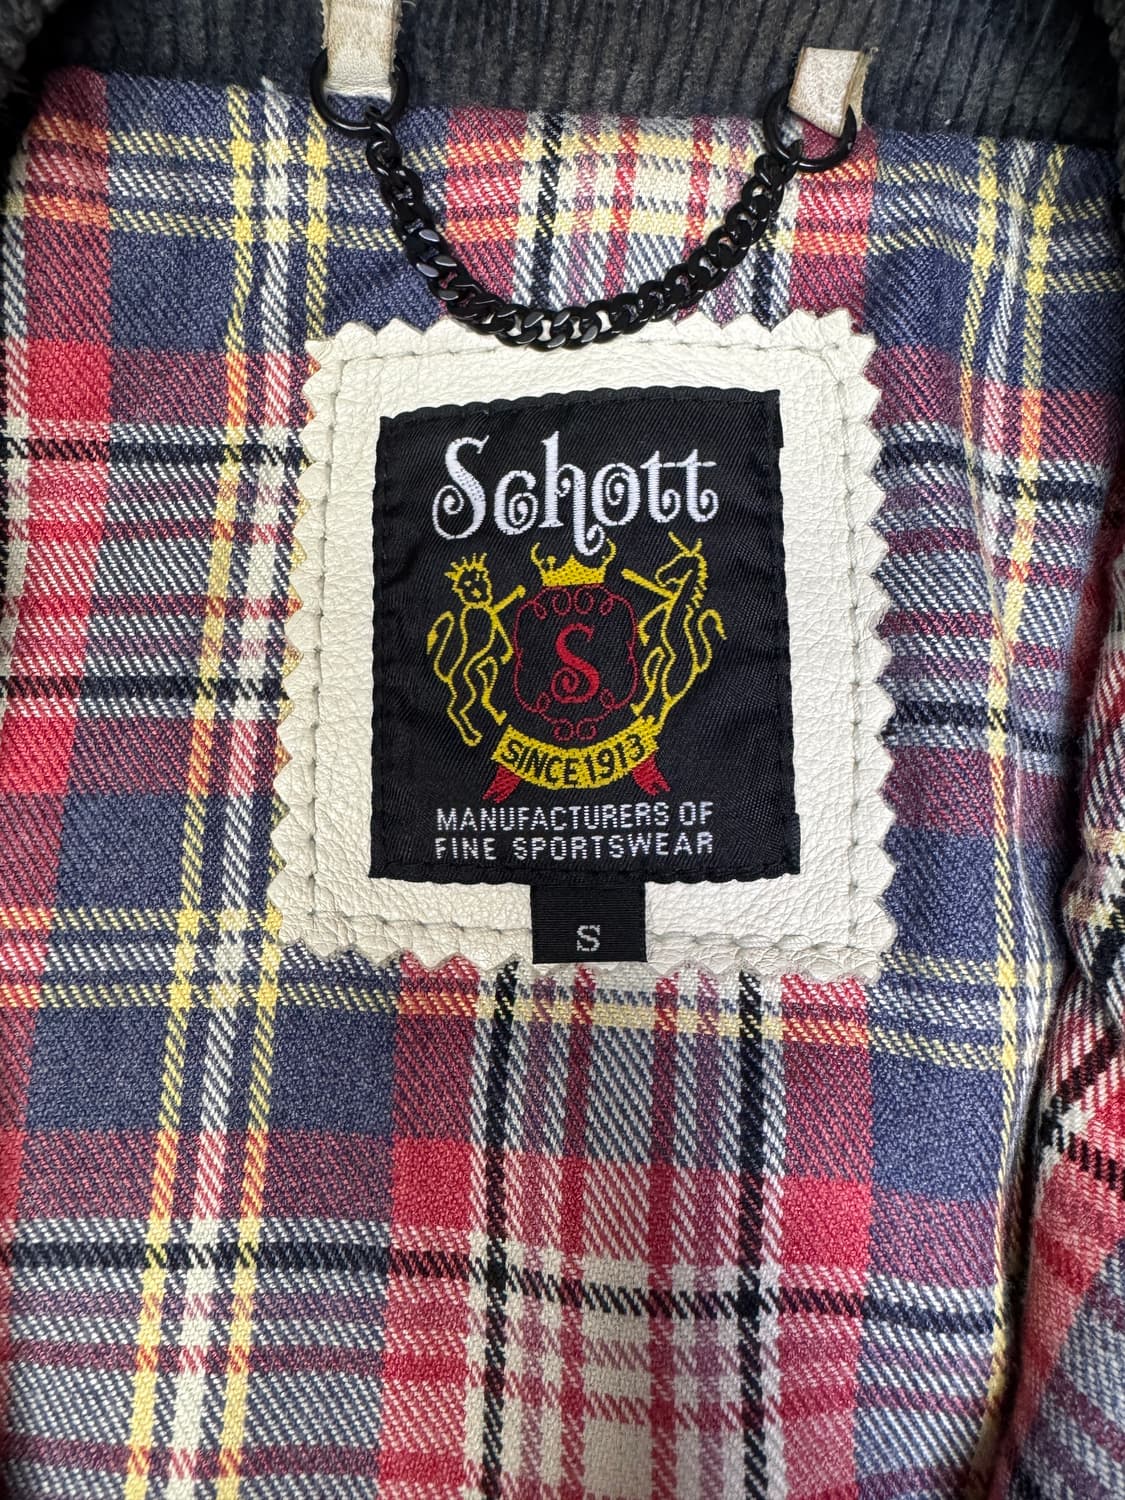 Schott
S
SINCE 1913
MANUFACTURERS OF
FINE SPORTSWEAR
S